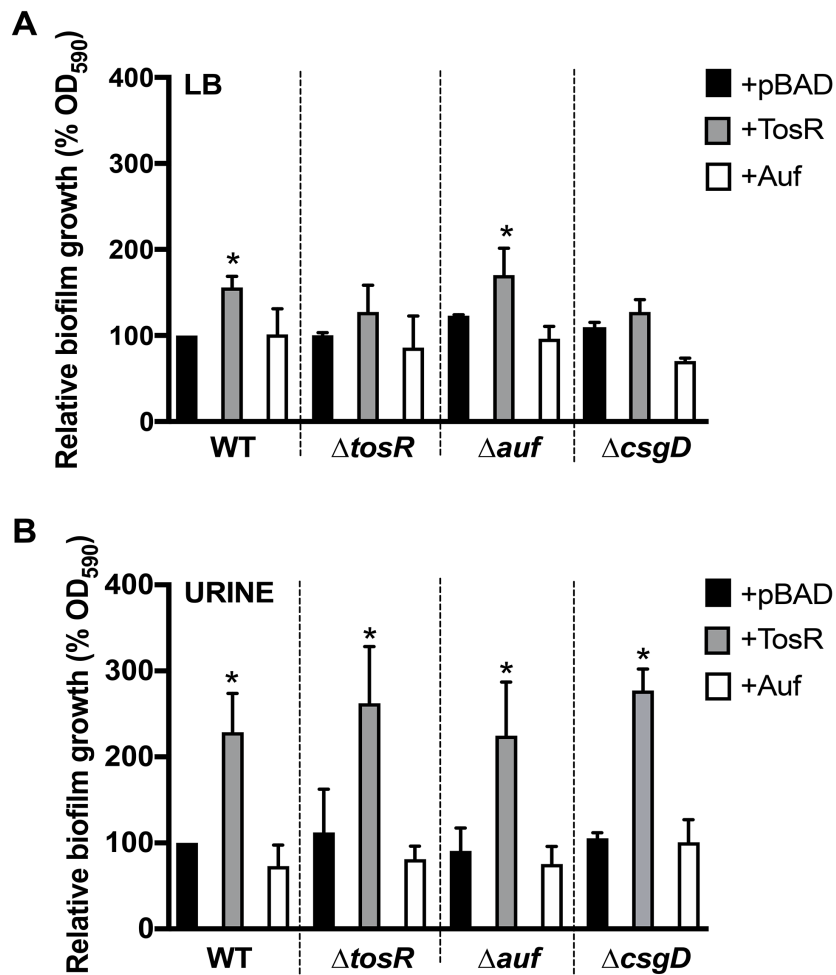 A
LB
+pBAD
+TosR
+Auf
Relative biofilm growth (% OD590)
400
300
200
100
0
*
*
WT
ΔtosR
Δauf
ΔcsgD
B
URINE
+pBAD
+TosR
+Auf
Relative biofilm growth (% OD590)
400
300
200
100
0
*
*
*
*
WT
ΔtosR
Δauf
ΔcsgD